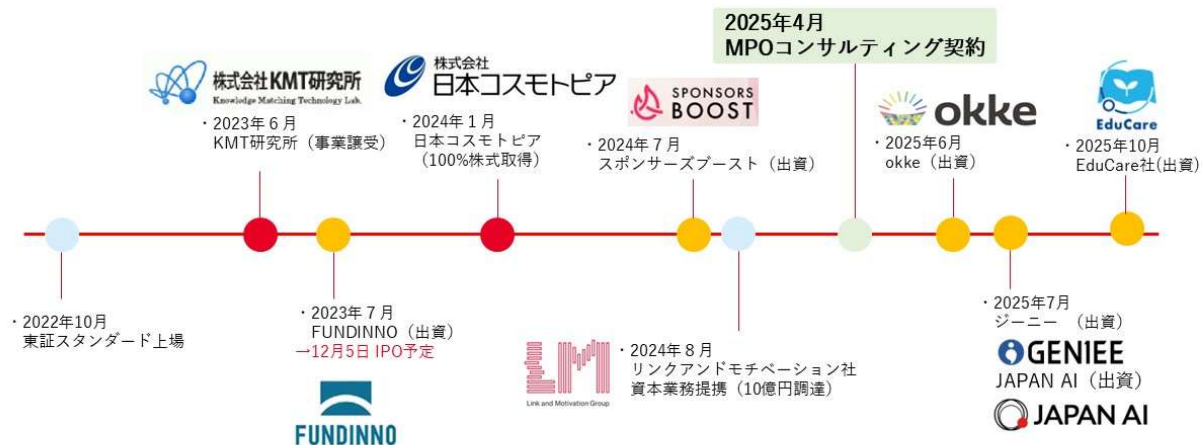 2025年4月
MPOコンサルティング契約
株式会社KMT研究所
Knowledge Matching Technology Lab.
・2023年6月
KMT研究所（事業譲受）
株式会社
日本コスモトピア
・2024年1月
日本コスモトピア
（100%株式取得）
SPONSORS
BOOST
・2024年7月
スポンサーズブースト（出資）
okke
・2025年6月
okke（出資）
EduCare
・2025年10月
EduCare社(出資)
・2022年10月
東証スタンダード上場
・2023年7月
FUNDINNO（出資）
→12月5日 IPO予定
FUNDINNO
LM
Link and Motivation Group
・2024年8月
リンクアンドモチベーション社
資本業務提携（10億円調達）
・2025年7月
ジーニー （出資）
GENIEE
JAPAN AI（出資）
JAPAN AI